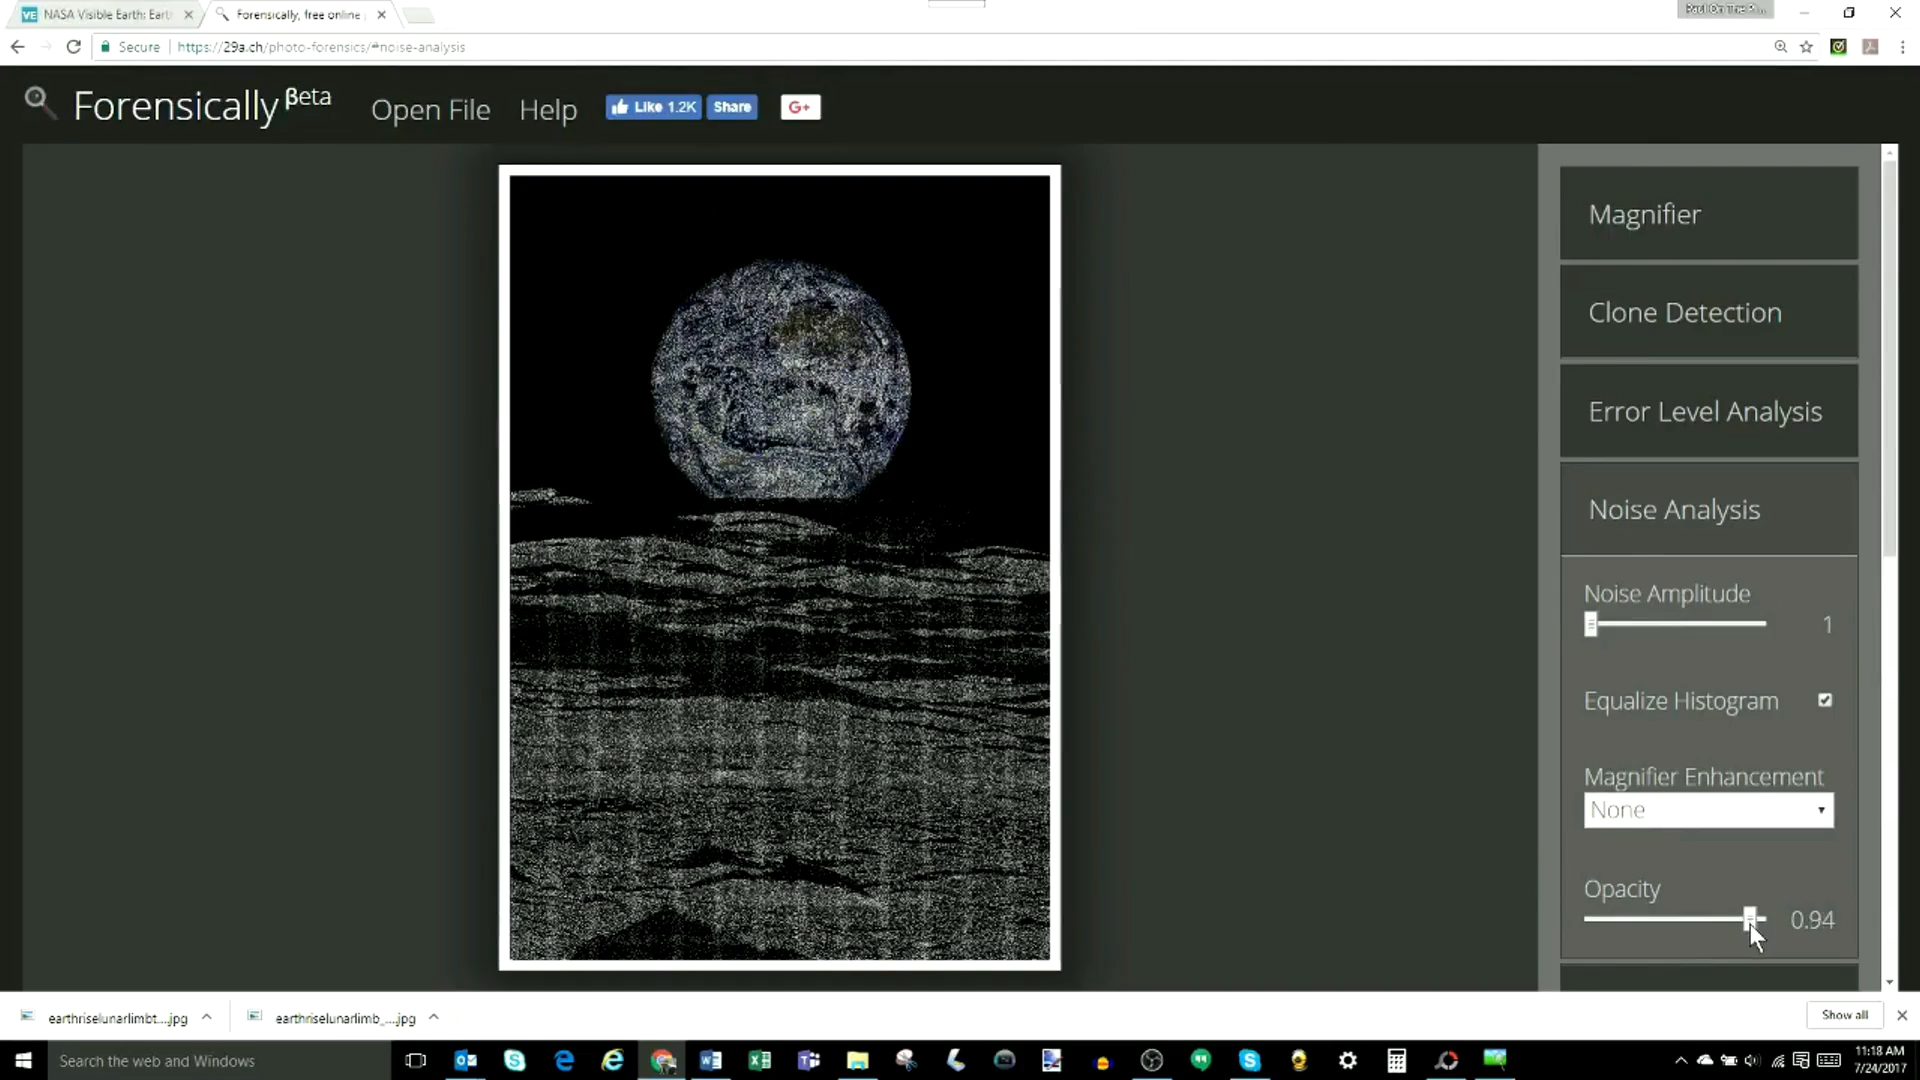 NASA Visible Earth: Eart
Forensically, free online
Secure
https://29a.ch/photo-forensics/#noise-analysis
Forensically βeta
Open File
Help
Like 1.2K
Share
G+
Magnifier
Clone Detection
Error Level Analysis
Noise Analysis
Noise Amplitude
1
Equalize Histogram
Magnifier Enhancement
None
Opacity
0.94
earthriselunarlimbt....jpg
earthriselunarlimb_....jpg
Show all
Search the web and Windows
11:18 AM
7/24/2017